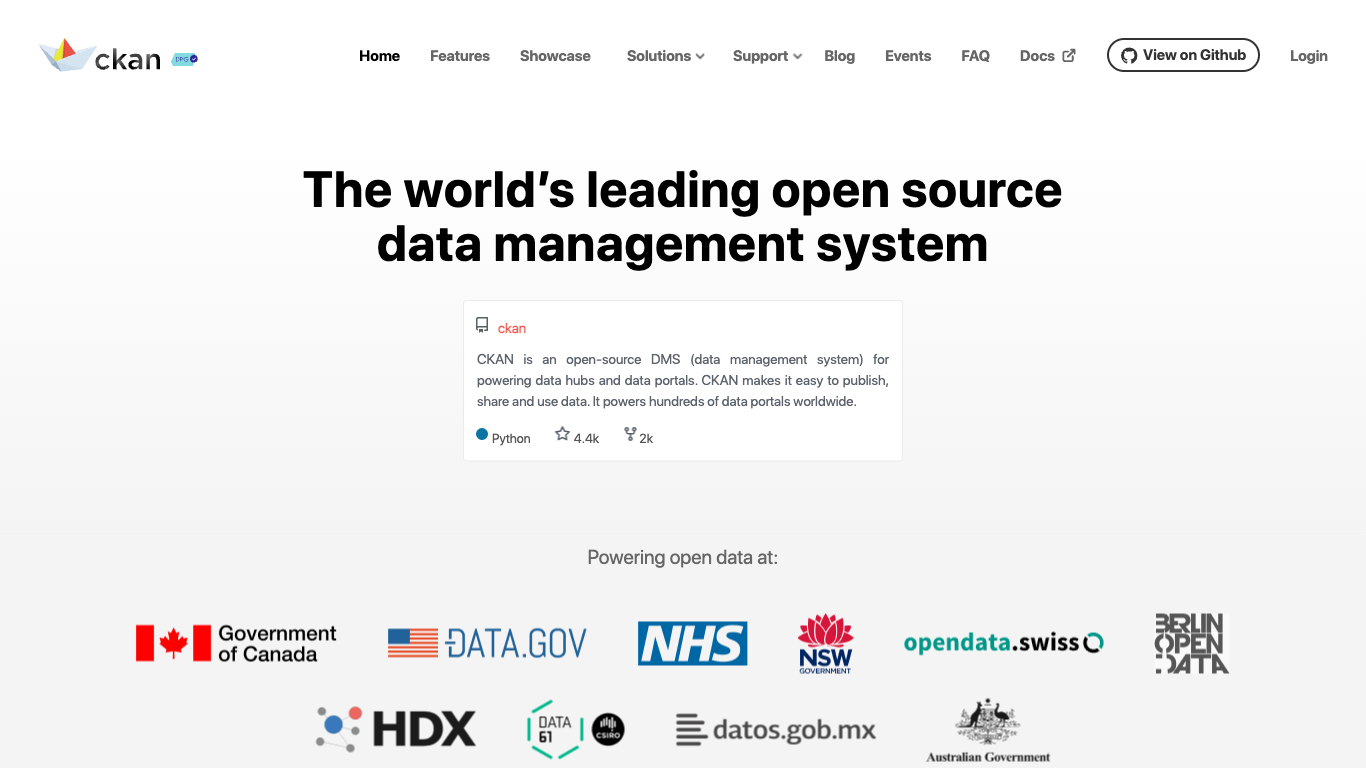 ckan
DPG
Home
Features
Showcase
Solutions
Support
Blog
Events
FAQ
Docs
View on Github
Login
The world’s leading open source
data management system
ckan
CKAN is an open-source DMS (data management system) for
powering data hubs and data portals. CKAN makes it easy to publish,
share and use data. It powers hundreds of data portals worldwide.
Python
4.4k
2k
Powering open data at:
Government
of Canada
DATA.GOV
NHS
NSW
GOVERNMENT
opendata.swiss
BERLIN
OPEN
DATA
HDX
DATA
61
CSIRO
datos.gob.mx
Australian Government